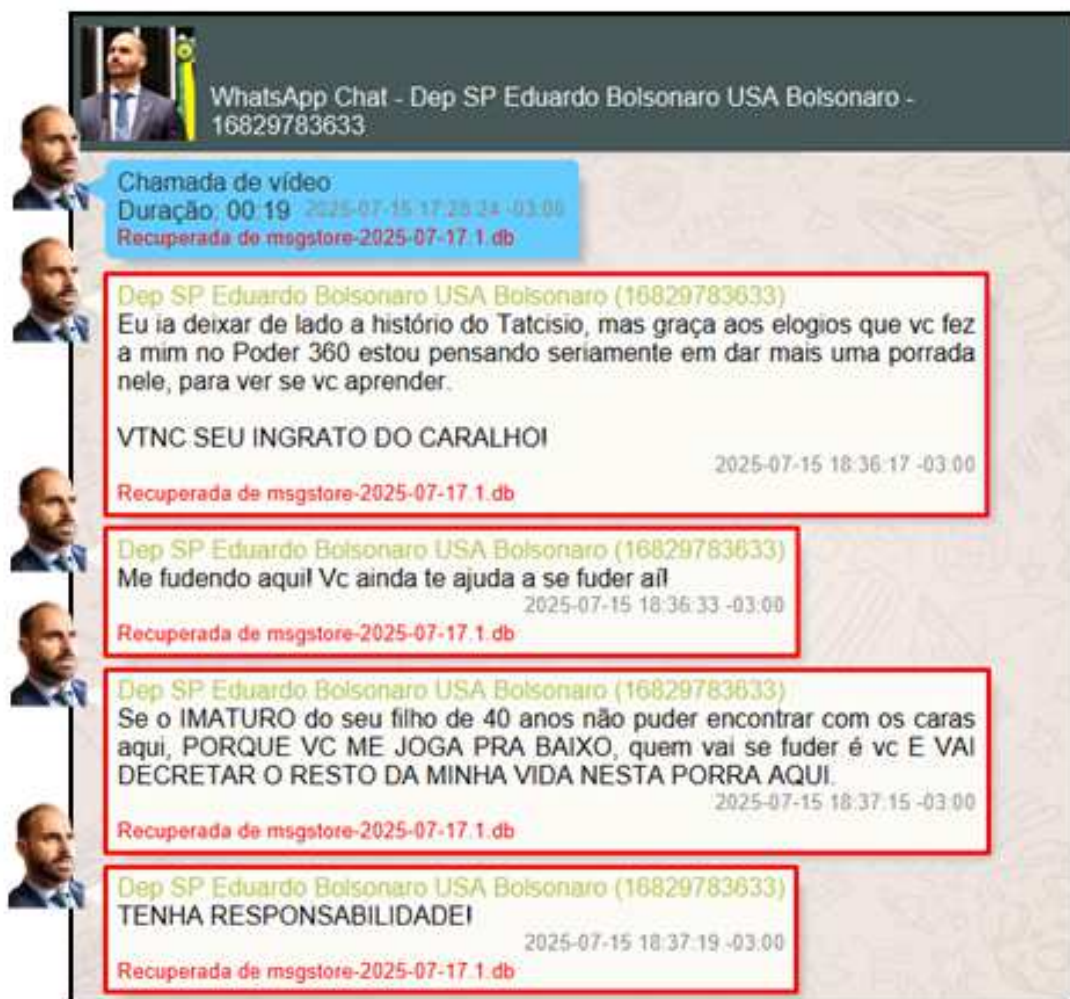 WhatsApp Chat - Dep SP Eduardo Bolsonaro USA Bolsonaro -
16829783633
Chamada de vídeo
Duração: 00:19 2025-07-15 17:28:24 -03:00
Recuperada de msgstore-2025-07-17.1.db
Dep SP Eduardo Bolsonaro USA Bolsonaro (16829783633)
Eu ia deixar de lado a histório do Tatcisio, mas graça aos elogios que vc fez
a mim no Poder 360 estou pensando seriamente em dar mais uma porrada
nele, para ver se vc aprender.
VTNC SEU INGRATO DO CARALHO!
2025-07-15 18:36:17 -03:00
Recuperada de msgstore-2025-07-17.1.db
Dep SP Eduardo Bolsonaro USA Bolsonaro (16829783633)
Me fudendo aqui! Vc ainda te ajuda a se fuder aí!
2025-07-15 18:36:33 -03:00
Recuperada de msgstore-2025-07-17.1.db
Dep SP Eduardo Bolsonaro USA Bolsonaro (16829783633)
Se o IMATURO do seu filho de 40 anos não puder encontrar com os caras
aqui, PORQUE VC ME JOGA PRA BAIXO, quem vai se fuder é vc E VAI
DECRETAR O RESTO DA MINHA VIDA NESTA PORRA AQUI.
2025-07-15 18:37:15 -03:00
Recuperada de msgstore-2025-07-17.1.db
Dep SP Eduardo Bolsonaro USA Bolsonaro (16829783633)
TENHA RESPONSABILIDADE!
2025-07-15 18:37:19 -03:00
Recuperada de msgstore-2025-07-17.1.db